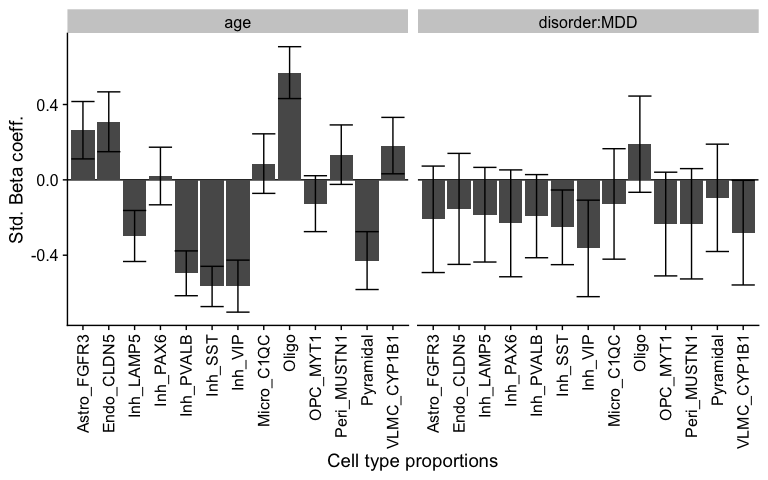 age
disorder:MDD
Std. Beta coeff.
0.4
0.0
-0.4
Astro_FGFR3
Endo_CLDN5
Inh_LAMP5
Inh_PAX6
Inh_PVALB
Inh_SST
Inh_VIP
Micro_C1QC
Oligo
OPC_MYT1
Peri_MUSTN1
Pyramidal
VLMC_CYP1B1
Astro_FGFR3
Endo_CLDN5
Inh_LAMP5
Inh_PAX6
Inh_PVALB
Inh_SST
Inh_VIP
Micro_C1QC
Oligo
OPC_MYT1
Peri_MUSTN1
Pyramidal
VLMC_CYP1B1
Cell type proportions